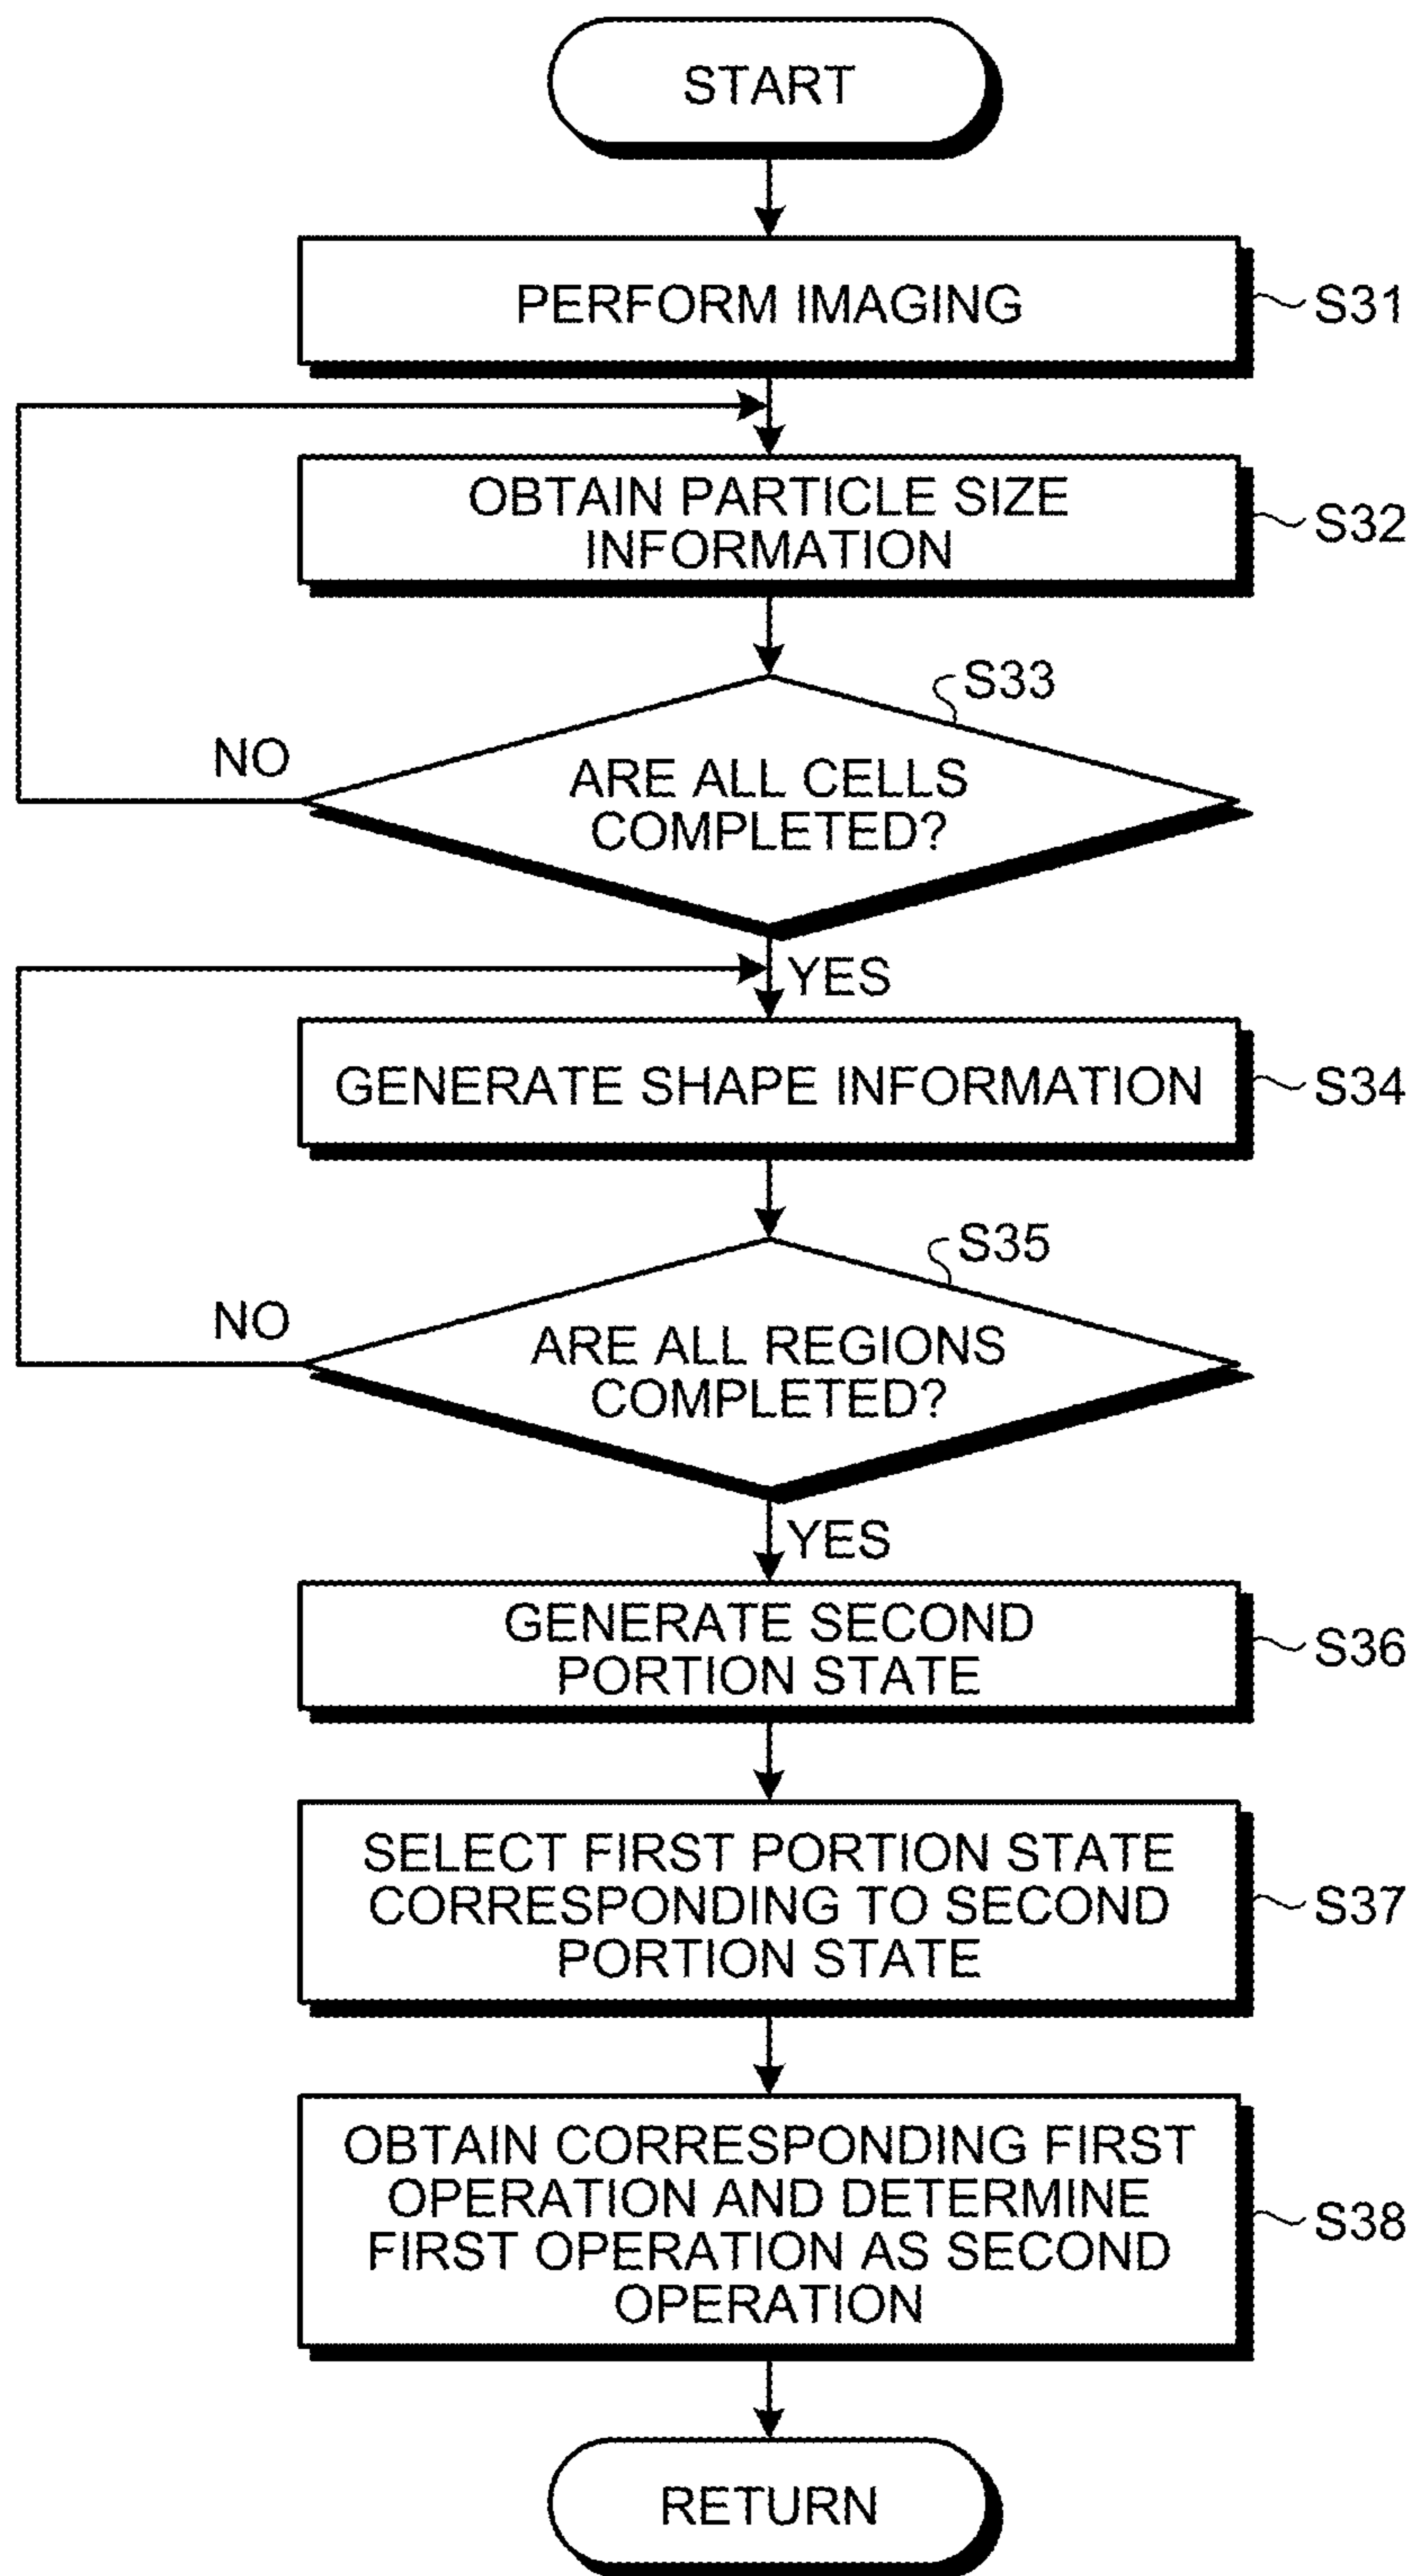 START
PERFORM IMAGING
S31
OBTAIN PARTICLE SIZE
INFORMATION
S32
S33
NO
ARE ALL CELLS
COMPLETED?
YES
GENERATE SHAPE INFORMATION
S34
S35
NO
ARE ALL REGIONS
COMPLETED?
YES
GENERATE SECOND
PORTION STATE
S36
SELECT FIRST PORTION STATE
CORRESPONDING TO SECOND
PORTION STATE
S37
OBTAIN CORRESPONDING FIRST
OPERATION AND DETERMINE
FIRST OPERATION AS SECOND
OPERATION
S38
RETURN